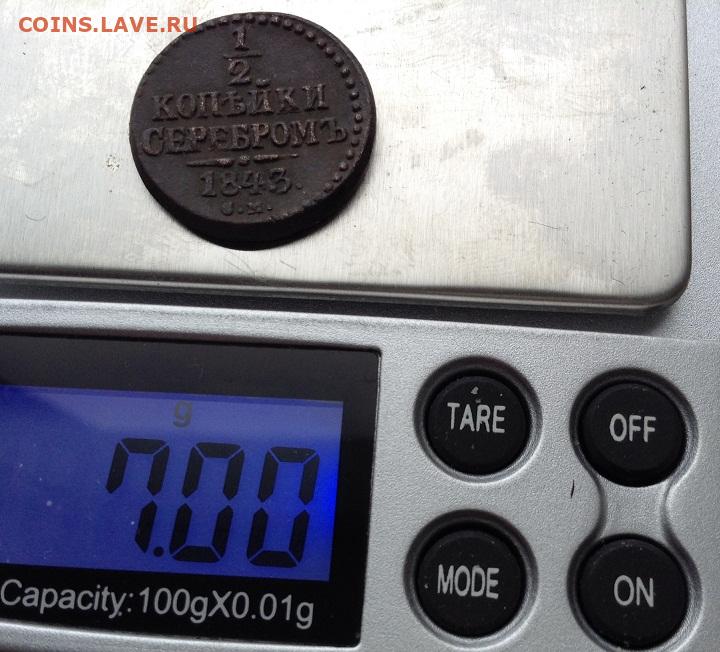 COINS.LAVE.RU
1
2
КОПѢЙКИ
СЕРЕБРОМЪ
1843.
С.М.
g
7.00
Capacity:100gX0.01g
TARE
OFF
MODE
ON